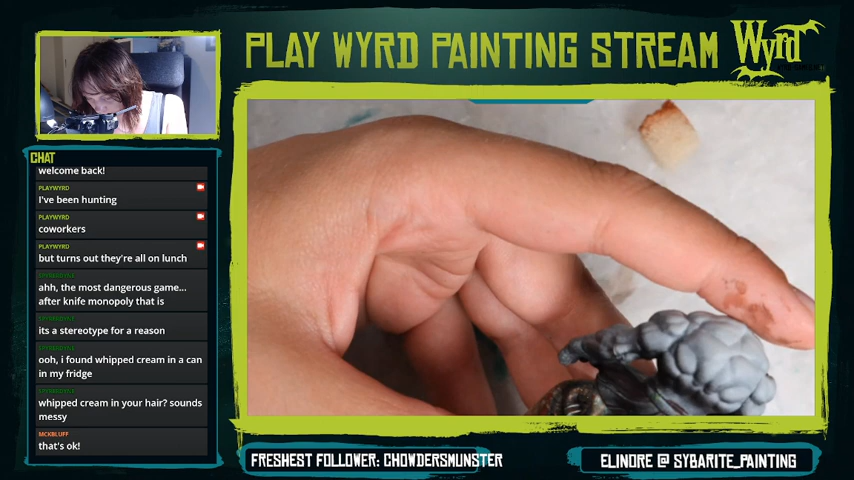 PLAY WYRD PAINTING STREAM
Wyrd
CHAT
welcome back!
PLAYWYRD
I've been hunting
PLAYWYRD
coworkers
PLAYWYRD
but turns out they're all on lunch
ahh, the most dangerous game...
after knife monopoly that is
its a stereotype for a reason
ooh, i found whipped cream in a can
in my fridge
whipped cream in your hair? sounds
messy
MCKBLUFF
that's ok!
FRESHEST FOLLOWER: CHOWDERSMUNSTER
ELINORE @ SYBARITE_PAINTING